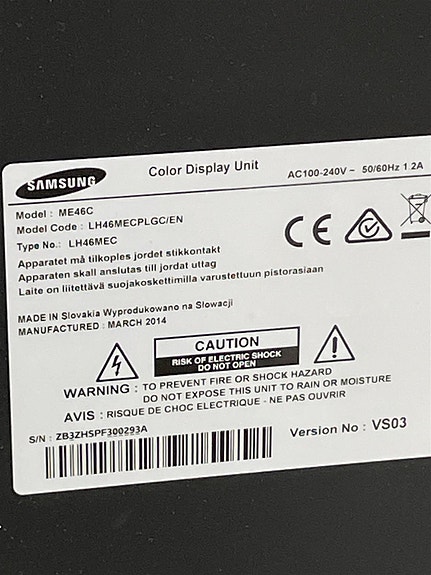 SAMSUNG
Color Display Unit
AC100-240V ~ 50/60Hz 1.2A
Model : ME46C
Model Code : LH46MECPLGC/EN
Type No. : LH46MEC
Apparatet må tilkoples jordet stikkontakt
Apparaten skall anslutas till jordat uttag
Laite on liitettävä suojakoskettimilla varustettuun pistorasiaan
CE
MADE IN Slovakia Wyprodukowano na Słowacji
MANUFACTURED : MARCH 2014
CAUTION
RISK OF ELECTRIC SHOCK
DO NOT OPEN
WARNING : TO PREVENT FIRE OR SHOCK HAZARD
DO NOT EXPOSE THIS UNIT TO RAIN OR MOISTURE
AVIS : RISQUE DE CHOC ELECTRIQUE - NE PAS OUVRIR
S/N : ZB3ZHSPF300293A
Version No : VS03